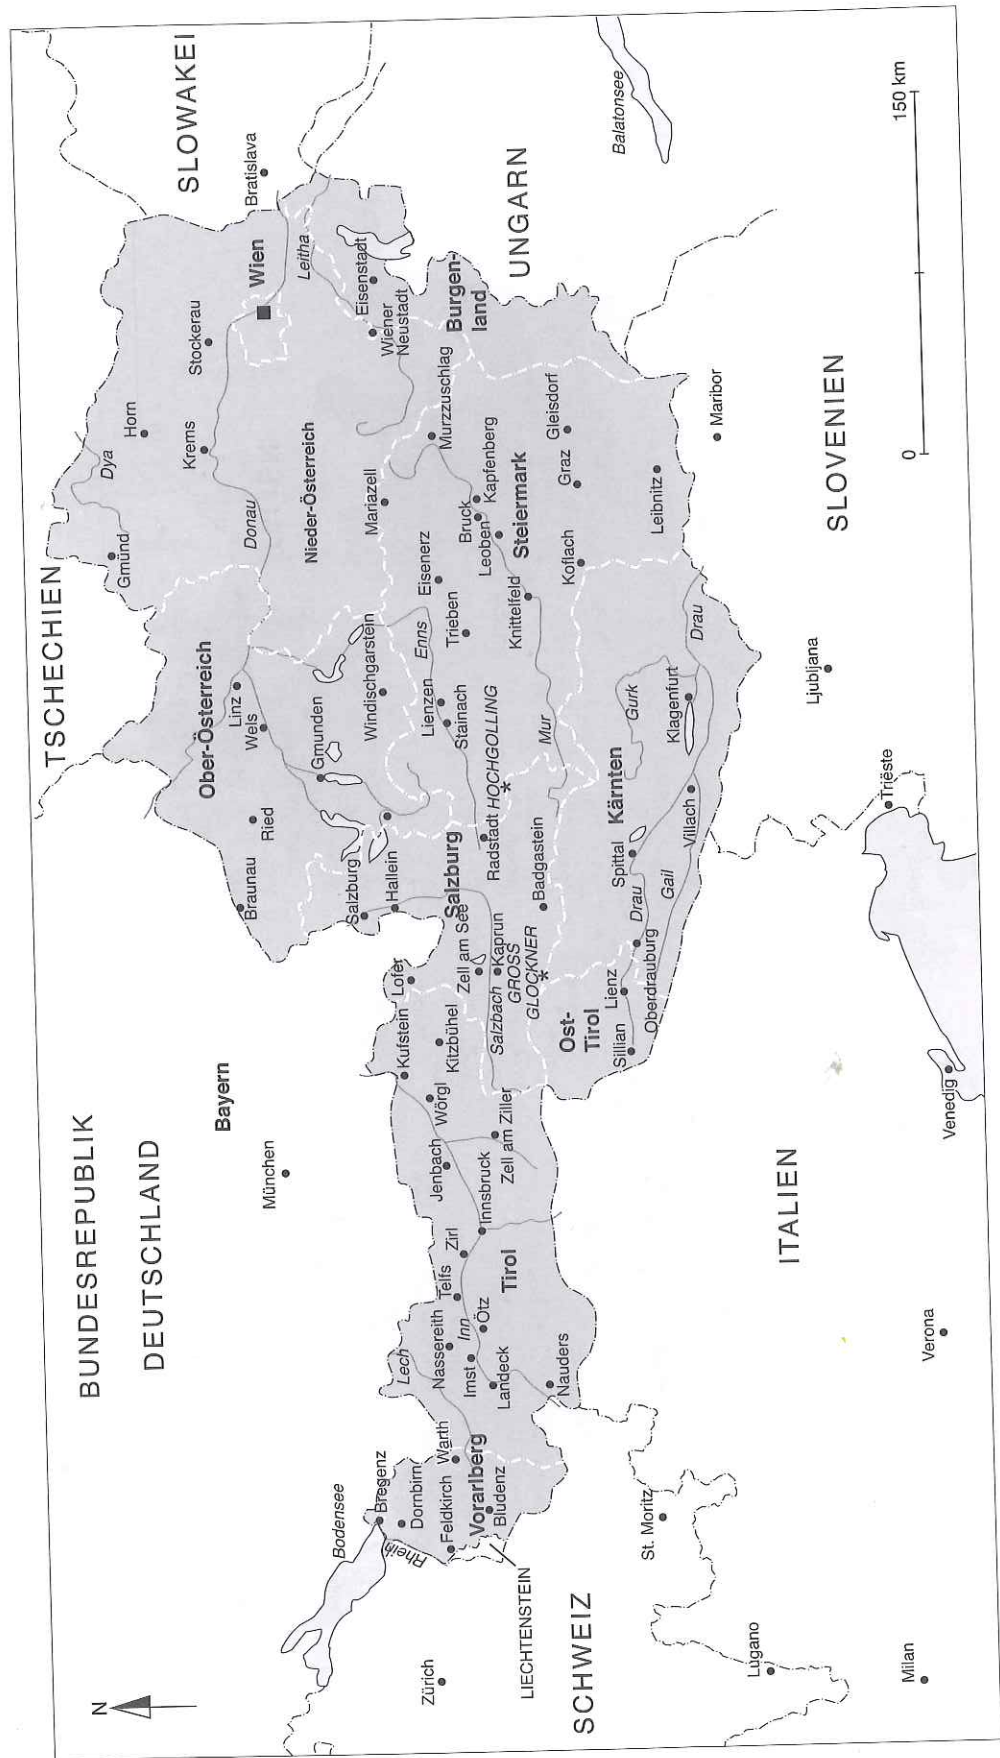 N
BUNDESREPUBLIK
DEUTSCHLAND
TSCHECHIEN
SLOWAKEI
Bayern
München
Dya
Gmünd
Horn
Krems
Stockerau
Wien
Bratislava
Donau
Leitha
Ober-Österreich
Linz
Wels
Braunau
Ried
Gmunden
Nieder-Österreich
Eisenstadt
Wiener
Neustadt
Windischgarstein
Mariazell
Burgen-
land
UNGARN
Balatonsee
Salzburg
Hallein
Lofer
Salzburg
Enns
Eisenerz
Trieben
Lienzen
Stainach
Murzzuschlag
Bruck
Kapfenberg
Leoben
Steiermark
Knittelfeld
Gleisdorf
Graz
Koflach
Leibnitz
Radstadt
HOCHGOLLING
Mur
Badgastein
Zell am See
Kaprun
Salzbach
GROSS
GLOCKNER
Kufstein
Kitzbühel
Wörgl
Jenbach
Zell am Ziller
Innsbruck
Zirl
Telfs
Tirol
Inn
Ötz
Nassereith
Imst
Landeck
Nauders
Lech
Warth
Bodensee
Bregenz
Dornbirn
Rhein
Feldkirch
Vorarlberg
Bludenz
Zürich
LIECHTENSTEIN
SCHWEIZ
St. Moritz
Lugano
Milan
Ost-
Tirol
Lienz
Sillian
Oberdrauburg
Drau
Gail
Spittal
Kärnten
Villach
Gurk
Klagenfurt
Drau
Maribor
SLOVENIEN
Ljubljana
Trieste
ITALIEN
Venedig
Verona
0
150 km